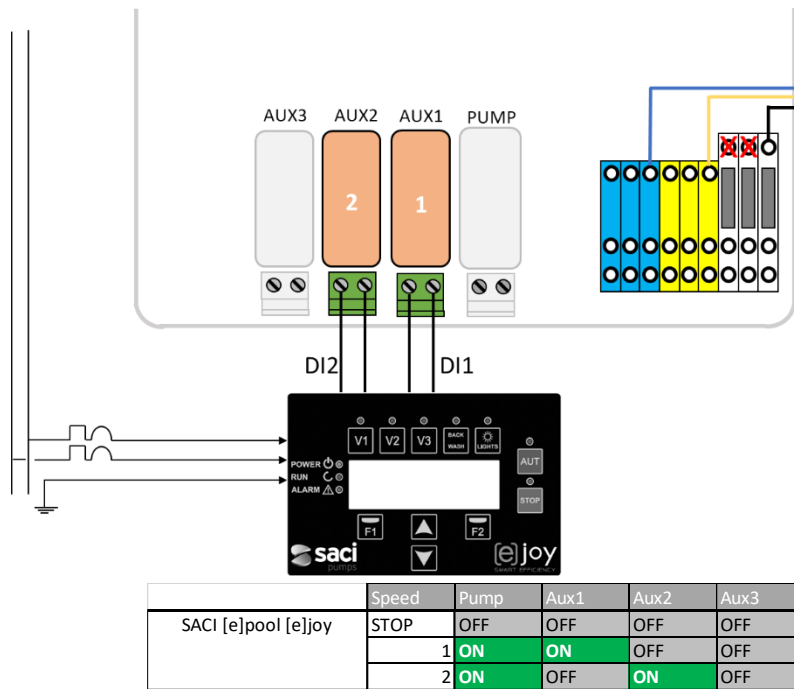 AUX3 AUX2 AUX1 PUMP
2 1
DI2 DI1
V1 V2 V3 BACK WASH LIGHTS
AUT
POWER
RUN
ALARM
STOP
F1 F2
saci [e]joy
pumps SMART EFFICIENCY
Speed Pump Aux1 Aux2 Aux3
SACI [e]pool [e]joy STOP OFF OFF OFF OFF
1 ON ON OFF OFF
2 ON OFF ON OFF